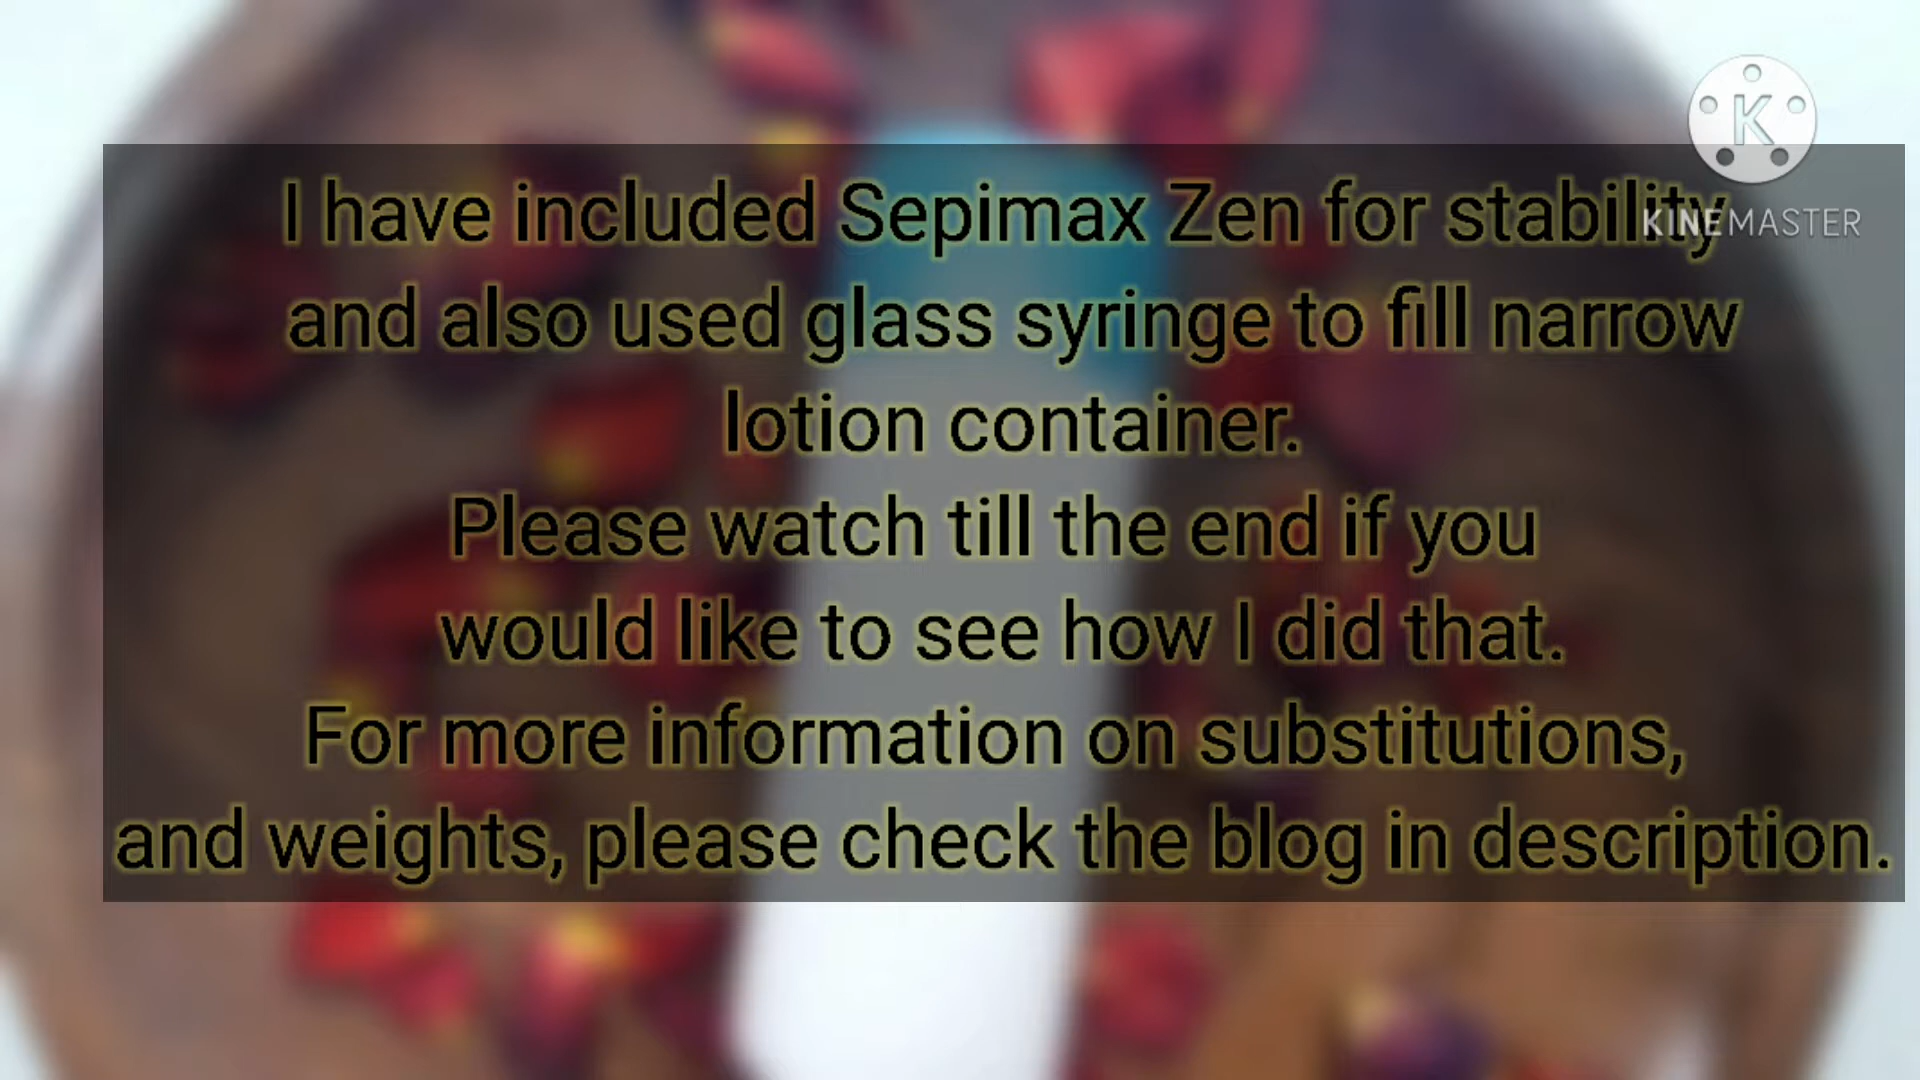 I have included Sepimax Zen for stability
and also used glass syringe to fill narrow
lotion container.
Please watch till the end if you
would like to see how I did that.
For more information on substitutions,
and weights, please check the blog in description.
K
KINEMASTER